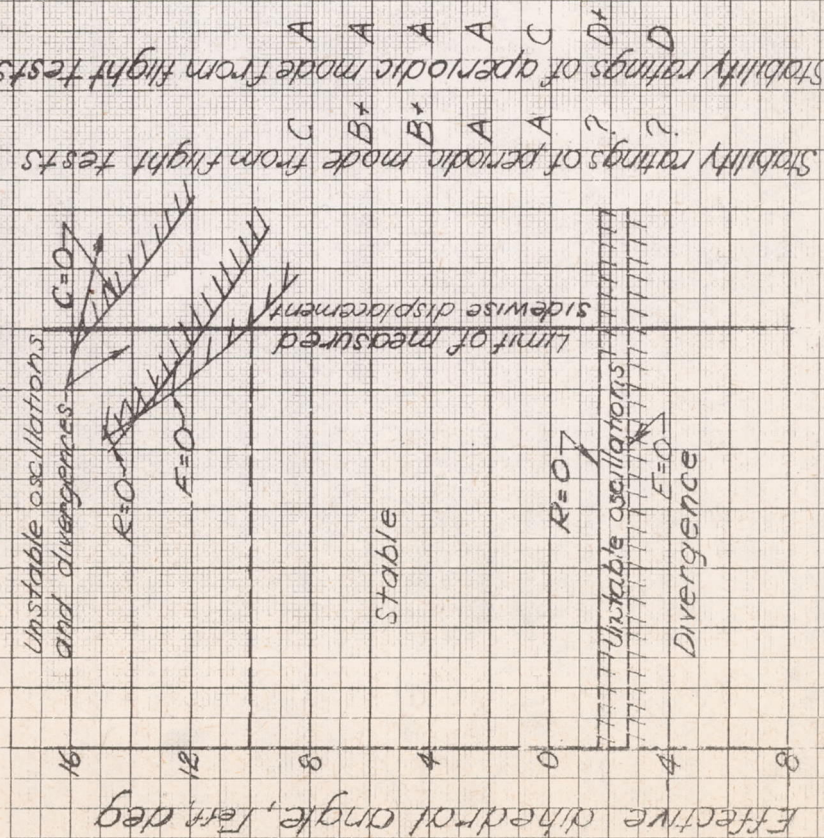 Effective dihedral angle, Γeff, deg
16
12
8
4
0
-4
8
Unstable oscillations
and divergences
C=0
R=0
E=0
Limit of measured
sidewise displacement
Stable
R=0
Unstable oscillations
E=0
Divergence
Stability ratings of periodic mode from flight tests
C B+ B+ A A ? ?
Stability ratings of aperiodic mode from flight tests
A A A A C D+ D